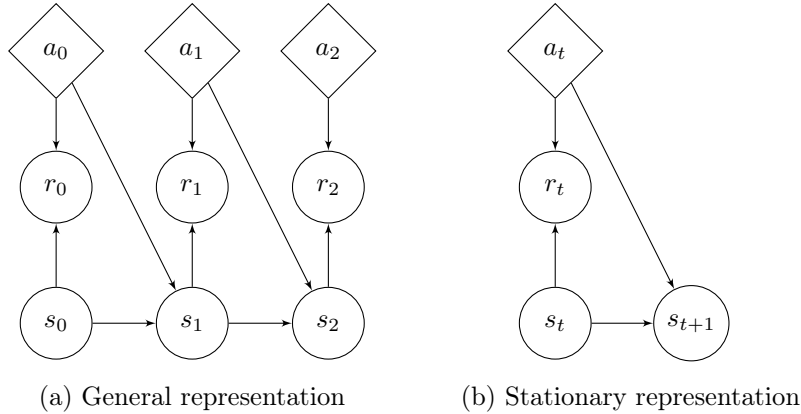 a₀ a₁ a₂ aₜ
r₀ r₁ r₂ rₜ
s₀ s₁ s₂ sₜ sₜ₊₁
(a) General representation (b) Stationary representation